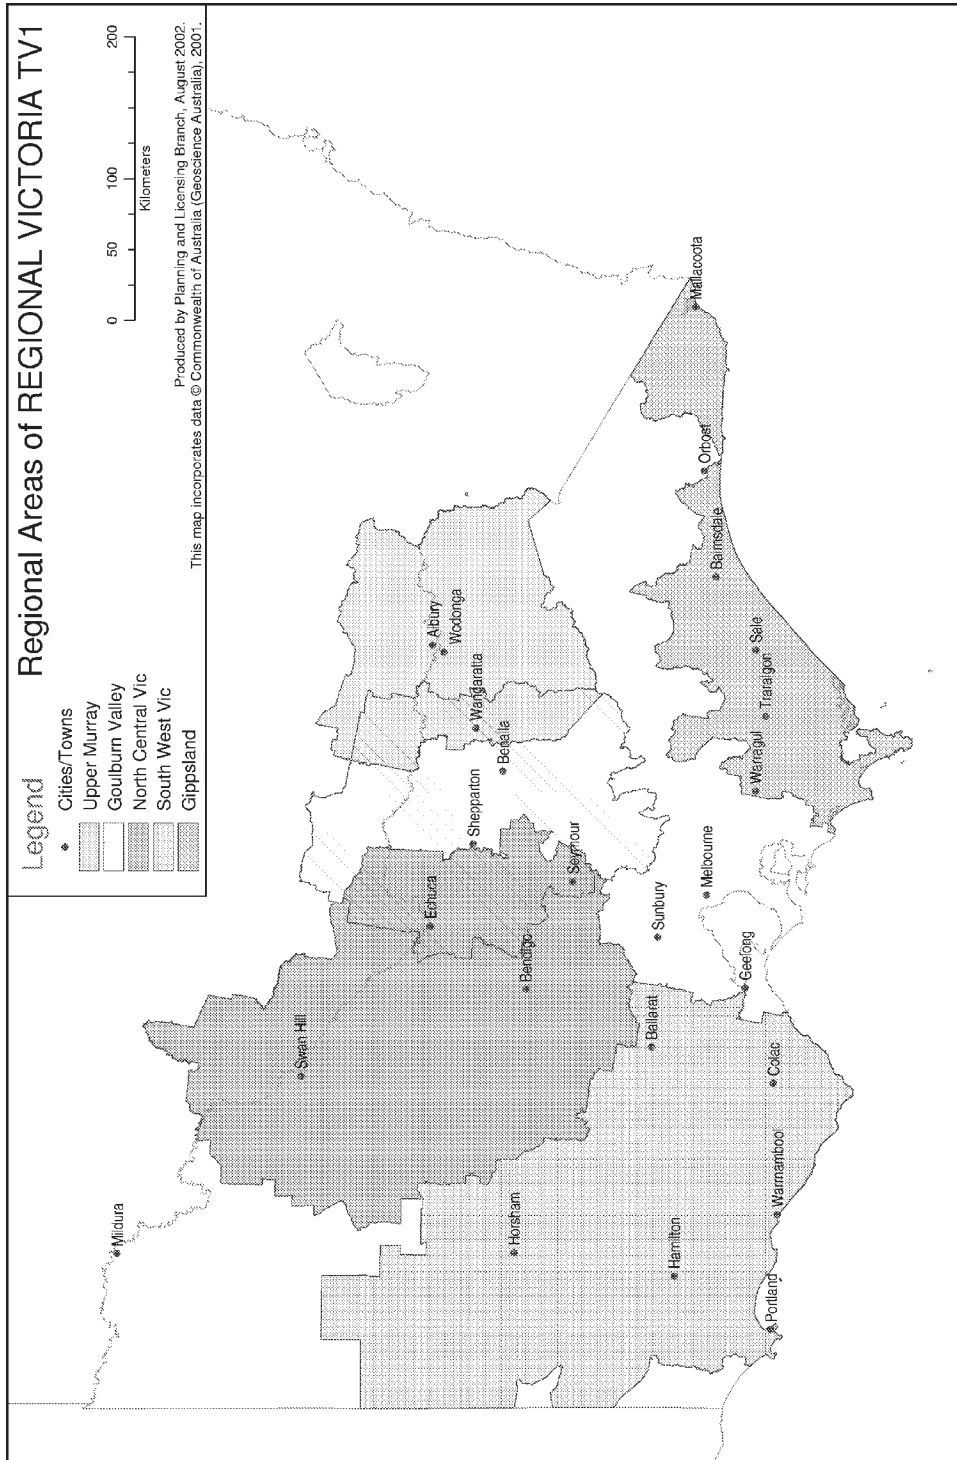 Regional Areas of REGIONAL VICTORIA TV1
Legend
Cities/Towns
Upper Murray
Goulburn Valley
North Central Vic
South West Vic
Gippsland
0 50 100 200
Kilometers
Produced by Planning and Licensing Branch, August 2002.
This map incorporates data © Commonwealth of Australia (Geoscience Australia), 2001.
Mildura
Swan Hill
Echuca
Albury
Wodonga
Shepparton
Wangaratta
Benalla
Horsham
Bendigo
Seymour
Sunbury
Ballarat
Hamilton
Melbourne
Mallacoota
Orbost
Bairnsdale
Geelong
Warragul
Traralgon
Sale
Portland
Warrnambool
Colac